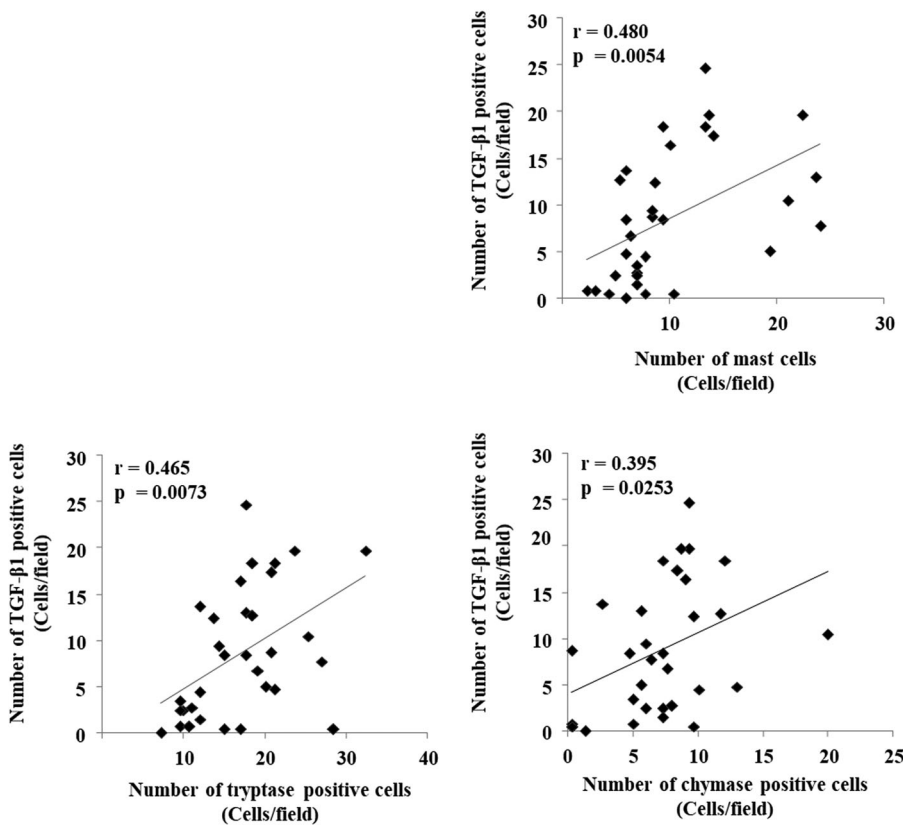 r = 0.480
p = 0.0054
Number of TGF-β1 positive cells
(Cells/field)
30
25
20
15
10
5
0
10
20
30
Number of mast cells
(Cells/field)
r = 0.465
p = 0.0073
Number of TGF-β1 positive cells
(Cells/field)
30
25
20
15
10
5
0
10
20
30
40
Number of tryptase positive cells
(Cells/field)
r = 0.395
p = 0.0253
Number of TGF-β1 positive cells
(Cells/field)
30
25
20
15
10
5
0
0
5
10
15
20
25
Number of chymase positive cells
(Cells/field)